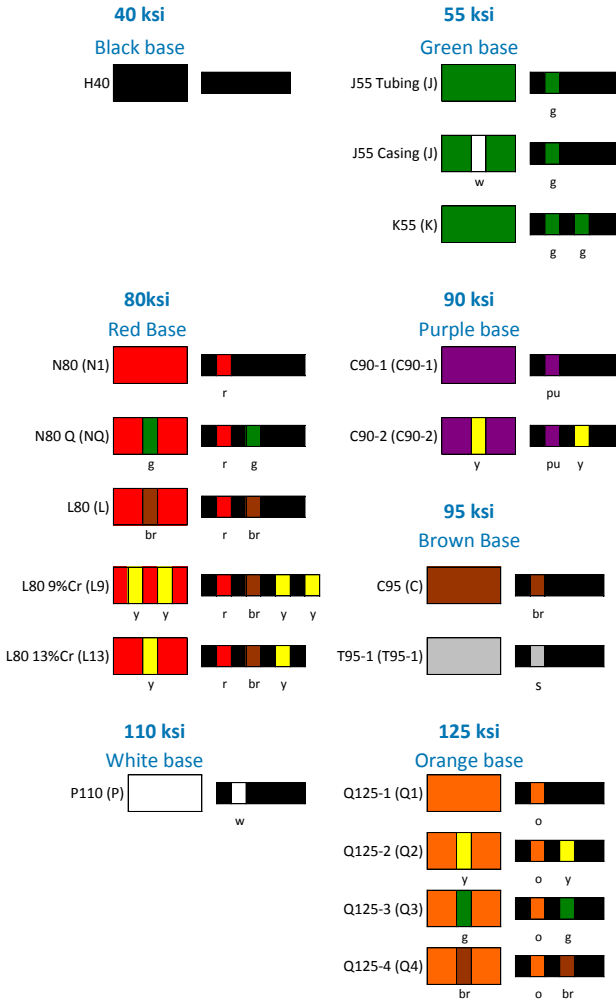 40 ksi
Black base
H40
55 ksi
Green base
J55 Tubing (J)
g
J55 Casing (J)
w g
K55 (K)
g g
80ksi
Red Base
N80 (N1)
r
N80 Q (NQ)
g r g
L80 (L)
br r br
L80 9%Cr (L9)
y y r br y y
L80 13%Cr (L13)
y r br y
90 ksi
Purple base
C90-1 (C90-1)
pu
C90-2 (C90-2)
y pu y
95 ksi
Brown Base
C95 (C)
br
T95-1 (T95-1)
s
110 ksi
White base
P110 (P)
w
125 ksi
Orange base
Q125-1 (Q1)
o
Q125-2 (Q2)
y o y
Q125-3 (Q3)
g o g
Q125-4 (Q4)
br o br